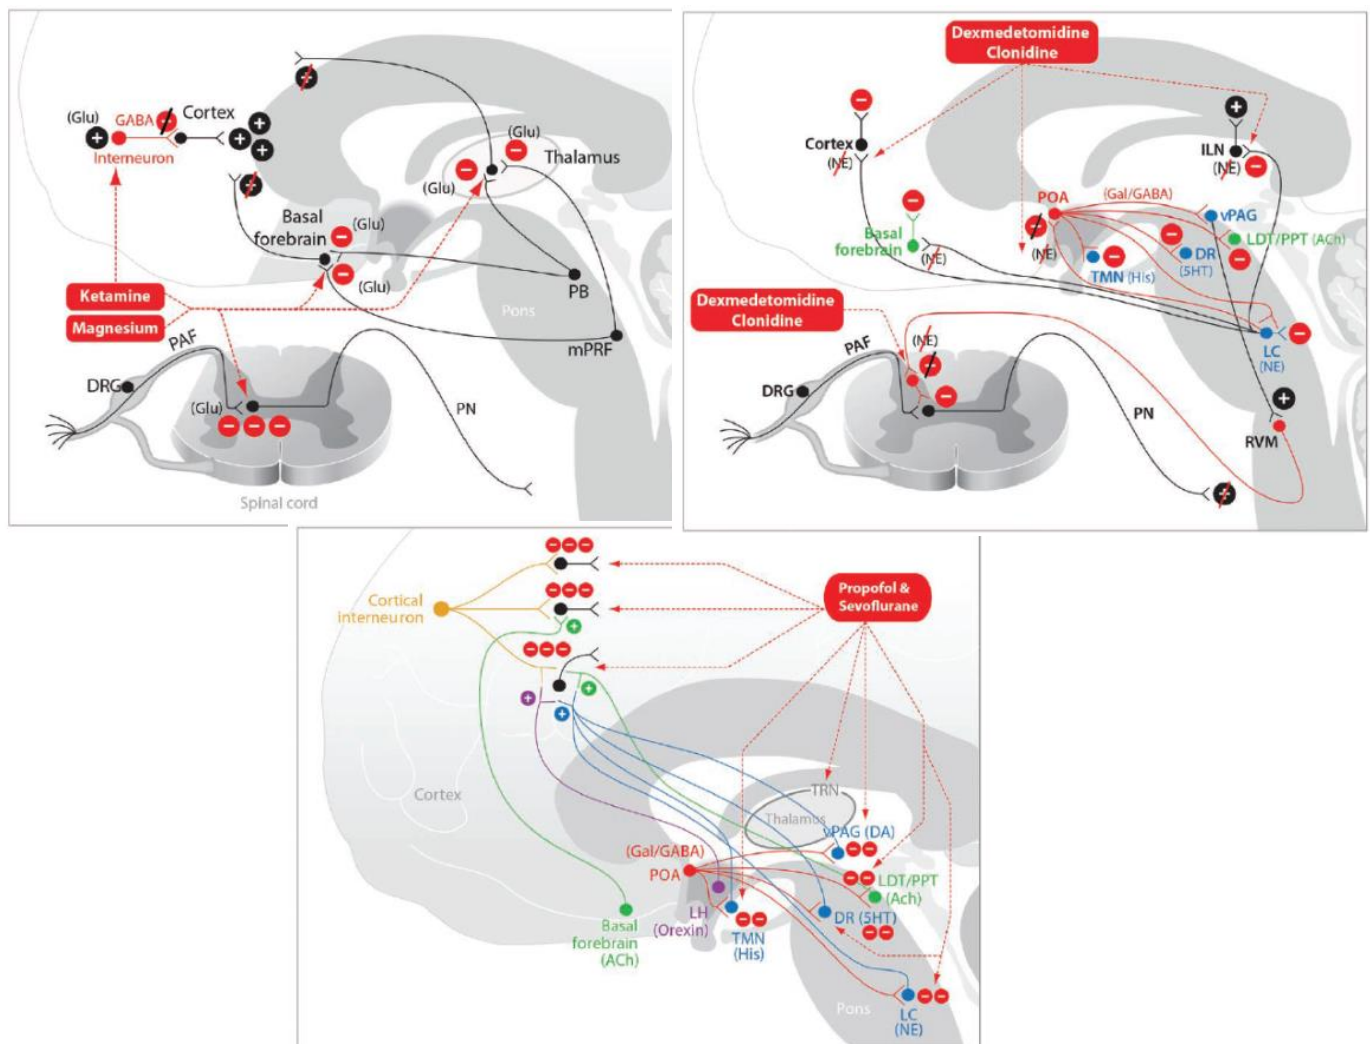 (Glu)
GABA
Cortex
Interneuron
(Glu)
Thalamus
(Glu)
Basal
forebrain
(Glu)
(Glu)
Ketamine
Magnesium
PB
Pons
mPRF
PAF
DRG
(Glu)
PN
Spinal cord
Dexmedetomidine
Clonidine
Cortex
(NE)
ILN
(NE)
POA
(Gal/GABA)
vPAG
Basal
forebrain
(NE)
(NE)
LDT/PPT (ACh)
DR
(5HT)
TMN (His)
Dexmedetomidine
Clonidine
LC
(NE)
PAF
(NE)
DRG
PN
RVM
Propofol &
Sevoflurane
Cortical
interneuron
Cortex
TRN
Thalamus
vPAG (DA)
(Gal/GABA)
POA
LDT/PPT
(Ach)
LH
(Orexin)
DR (5HT)
TMN
(His)
Basal
forebrain
(ACh)
Pons
LC
(NE)